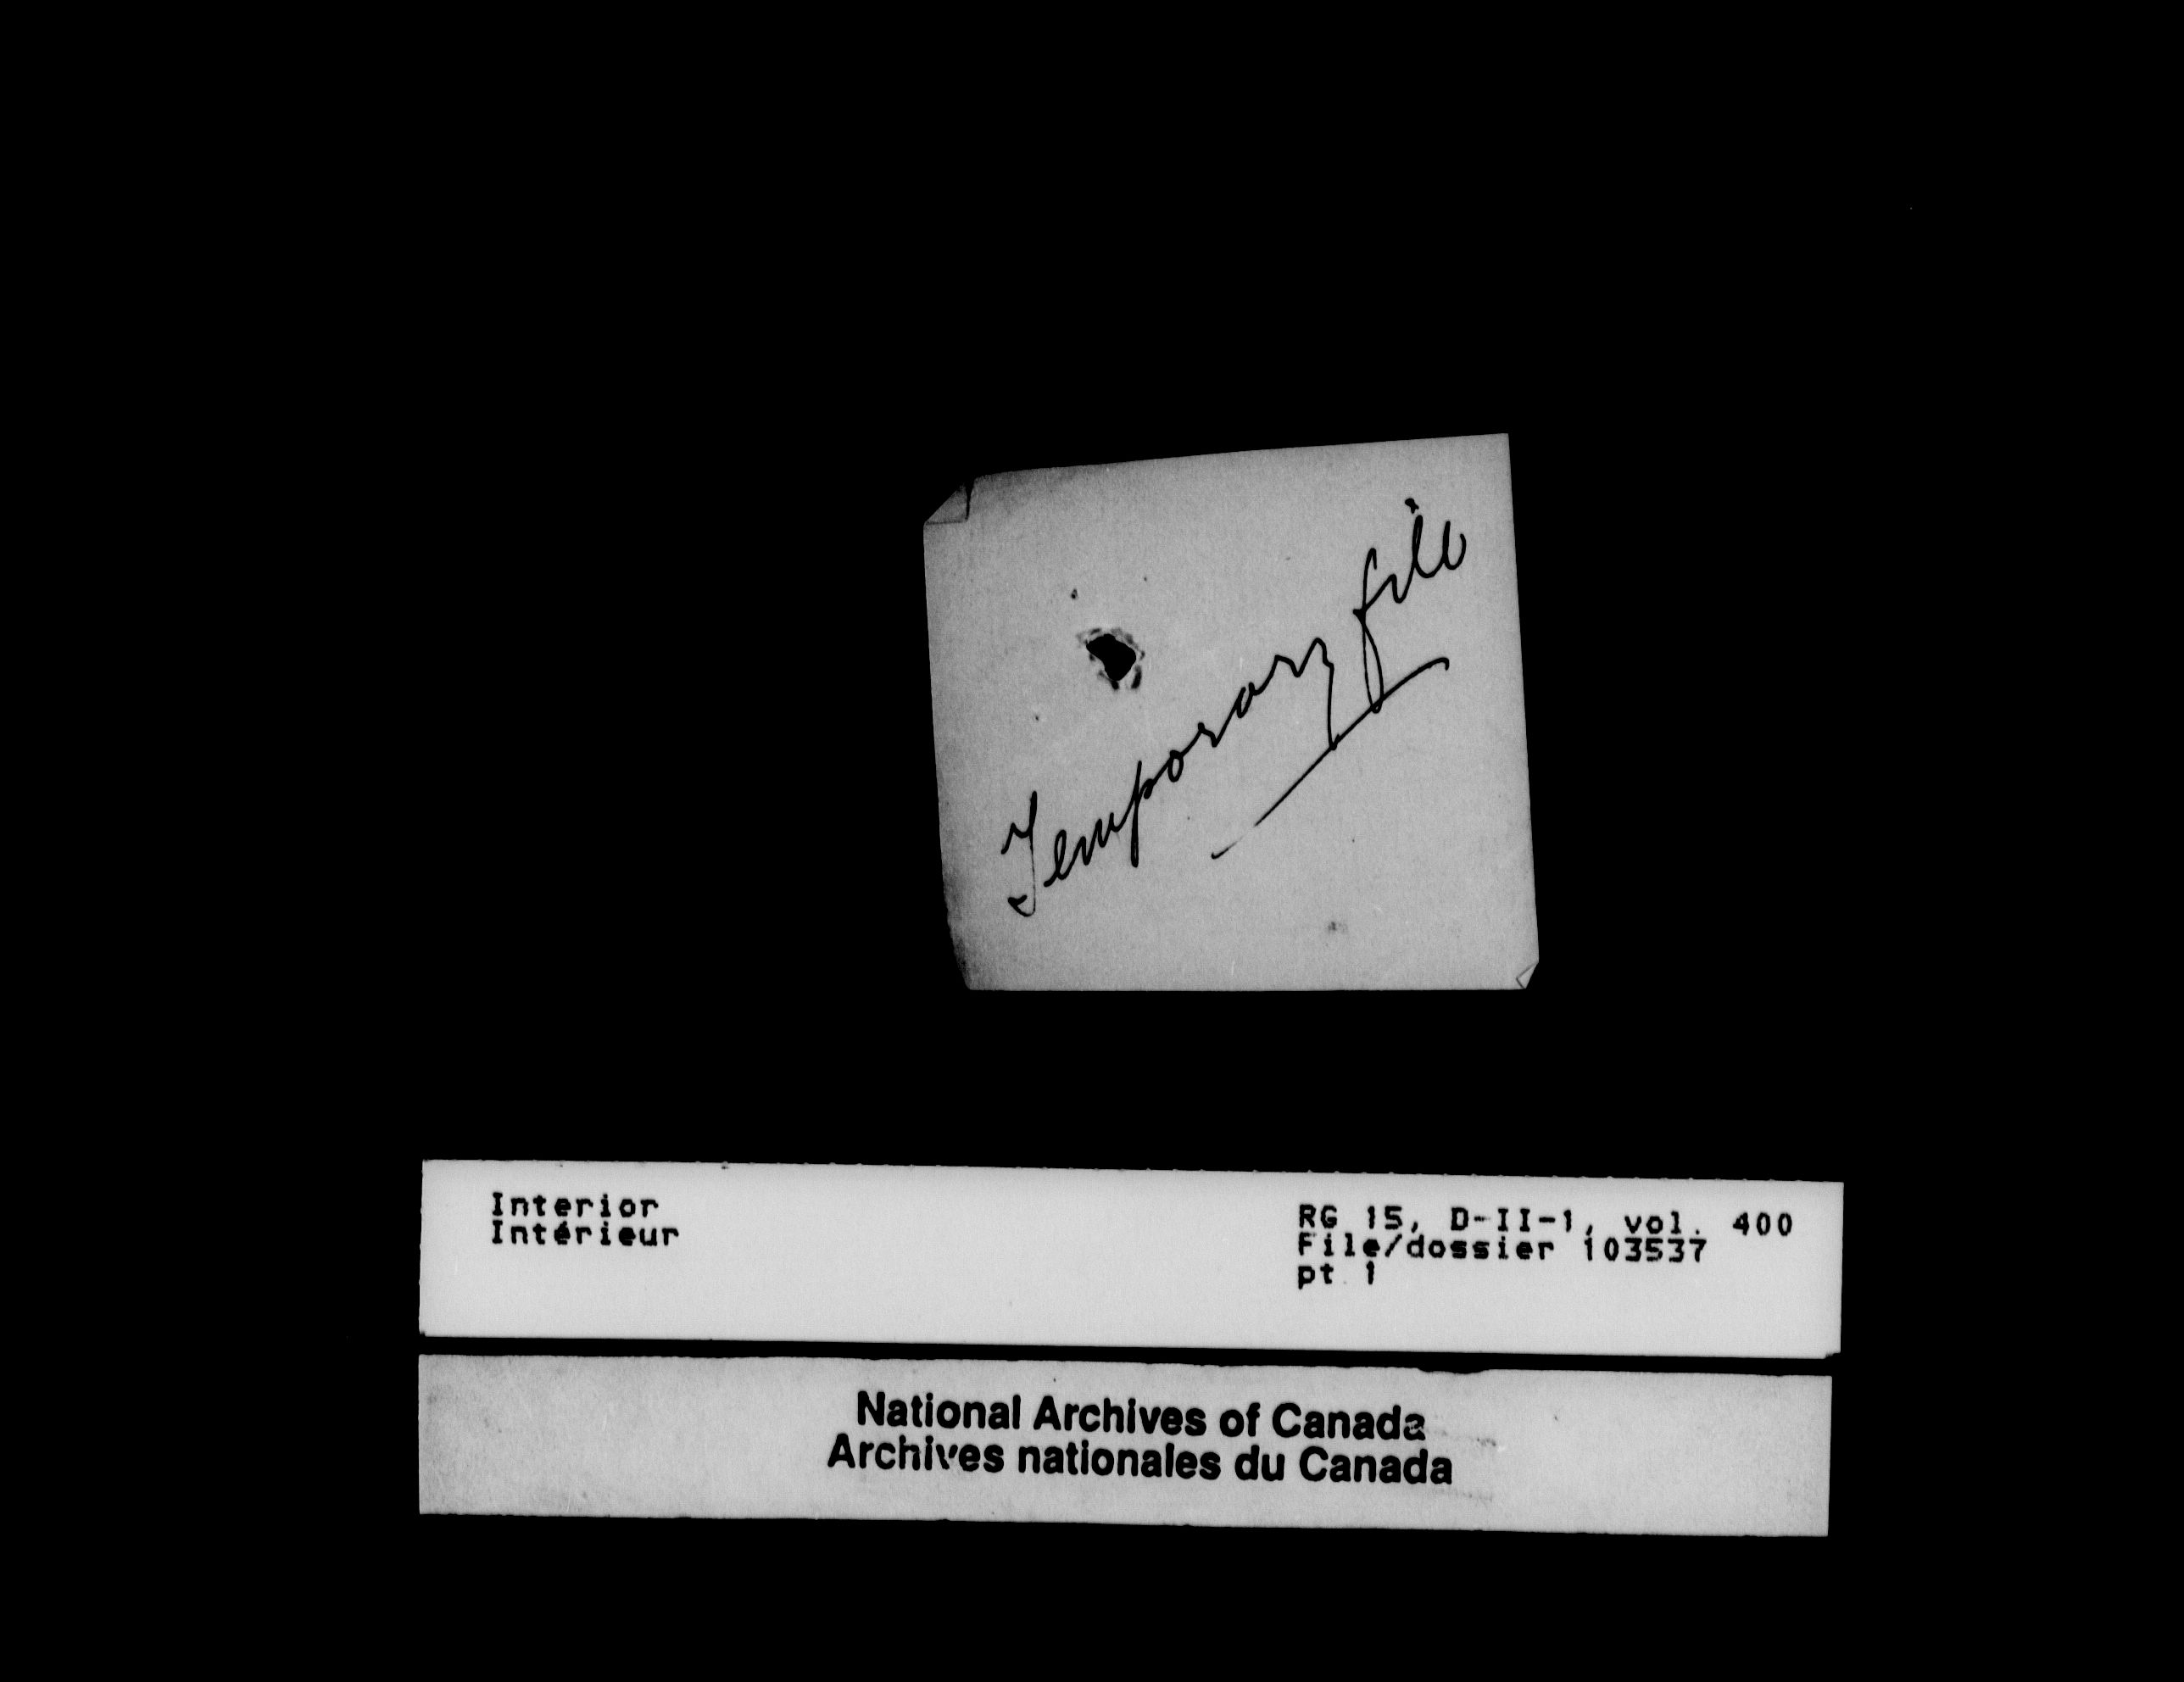 Temporary file
Interior
Intérieur
RG 15, D-II-1, vol. 400
File/dossier 103537
pt 1
National Archives of Canada
Archives nationales du Canada